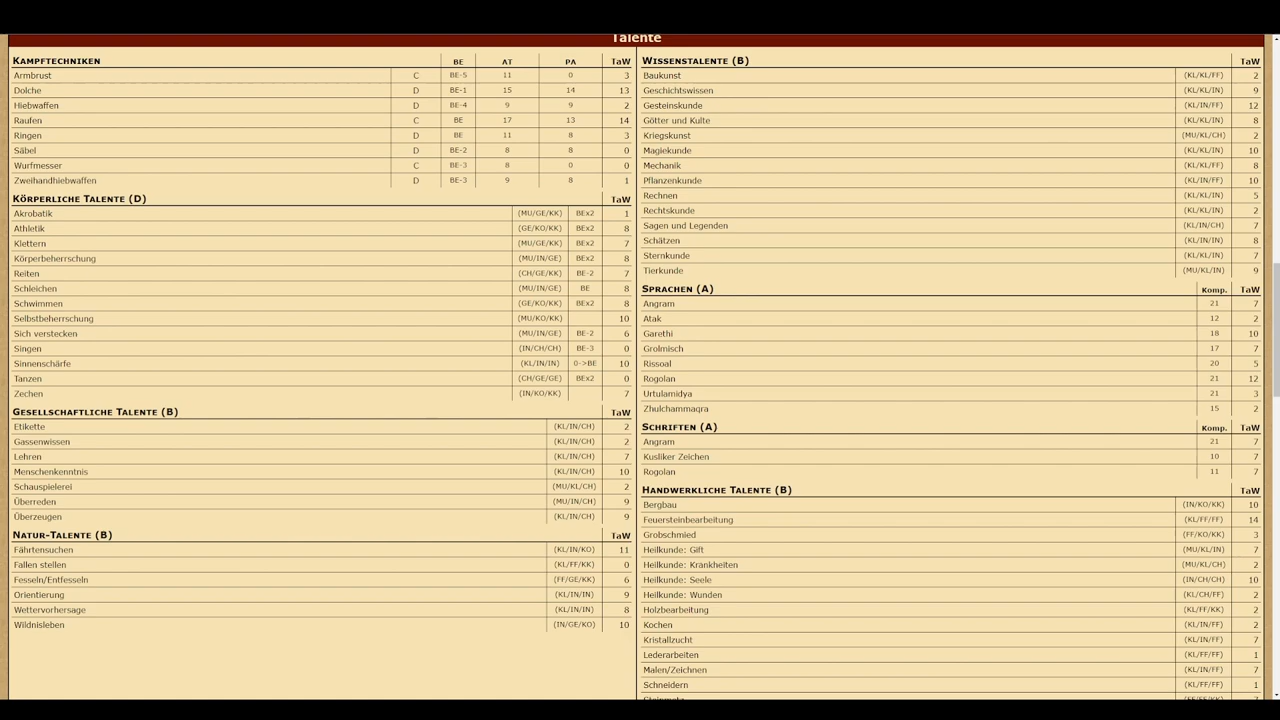 Talente
KAMPFTECHNIKEN BE AT PA TaW
Armbrust C BE-5 11 0 3
Dolche D BE-1 15 14 13
Hiebwaffen D BE-4 9 9 2
Raufen C BE 17 13 14
Ringen D BE 11 8 3
Säbel D BE-2 8 8 0
Wurfmesser C BE-3 8 0 0
Zweihandhiebwaffen D BE-3 9 8 1
KÖRPERLICHE TALENTE (D) TaW
Akrobatik (MU/GE/KK) BEx2 1
Athletik (GE/KO/KK) BEx2 8
Klettern (MU/GE/KK) BEx2 7
Körperbeherrschung (MU/IN/GE) BEx2 8
Reiten (CH/GE/KK) BE-2 7
Schleichen (MU/IN/GE) BE 8
Schwimmen (GE/KO/KK) BEx2 8
Selbstbeherrschung (MU/KO/KK) 10
Sich verstecken (MU/IN/GE) BE-2 6
Singen (IN/CH/CH) BE-3 0
Sinnenschärfe (KL/IN/IN) 0->BE 10
Tanzen (CH/GE/GE) BEx2 0
Zechen (IN/KO/KK) 7
GESELLSCHAFTLICHE TALENTE (B) TaW
Etikette (KL/IN/CH) 2
Gassenwissen (KL/IN/CH) 2
Lehren (KL/IN/CH) 7
Menschenkenntnis (KL/IN/CH) 10
Schauspielerei (MU/KL/CH) 2
Überreden (MU/IN/CH) 9
Überzeugen (KL/IN/CH) 9
NATUR-TALENTE (B) TaW
Fährtensuchen (KL/IN/KO) 11
Fallen stellen (KL/FF/KK) 0
Fesseln/Entfesseln (FF/GE/KK) 6
Orientierung (KL/IN/IN) 9
Wettervorhersage (KL/IN/IN) 8
Wildnisleben (IN/GE/KO) 10
WISSENSTALENTE (B) TaW
Baukunst (KL/KL/FF) 2
Geschichtswissen (KL/KL/IN) 9
Gesteinskunde (KL/IN/FF) 12
Götter und Kulte (KL/KL/IN) 8
Kriegskunst (MU/KL/CH) 2
Magiekunde (KL/KL/IN) 10
Mechanik (KL/KL/FF) 8
Pflanzenkunde (KL/IN/FF) 10
Rechnen (KL/KL/IN) 5
Rechtskunde (KL/KL/IN) 2
Sagen und Legenden (KL/IN/CH) 7
Schätzen (KL/IN/IN) 8
Sternkunde (KL/KL/IN) 7
Tierkunde (MU/KL/IN) 9
SPRACHEN (A) Komp. TaW
Angram 21 7
Atak 12 2
Garethi 18 10
Grolmisch 17 7
Rissoal 20 5
Rogolan 21 12
Urtulamidya 21 3
Zhulchammaqra 15 2
SCHRIFTEN (A) Komp. TaW
Angram 21 7
Kusliker Zeichen 10 7
Rogolan 11 7
HANDWERKLICHE TALENTE (B) TaW
Bergbau (IN/KO/KK) 10
Feuersteinbearbeitung (KL/FF/FF) 14
Grobschmied (FF/KO/KK) 3
Heilkunde: Gift (MU/KL/IN) 7
Heilkunde: Krankheiten (MU/KL/CH) 2
Heilkunde: Seele (IN/CH/CH) 10
Heilkunde: Wunden (KL/CH/FF) 2
Holzbearbeitung (KL/FF/KK) 2
Kochen (KL/IN/FF) 2
Kristallzucht (KL/IN/FF) 7
Lederarbeiten (KL/FF/FF) 1
Malen/Zeichnen (KL/IN/FF) 7
Schneidern (KL/FF/FF) 1